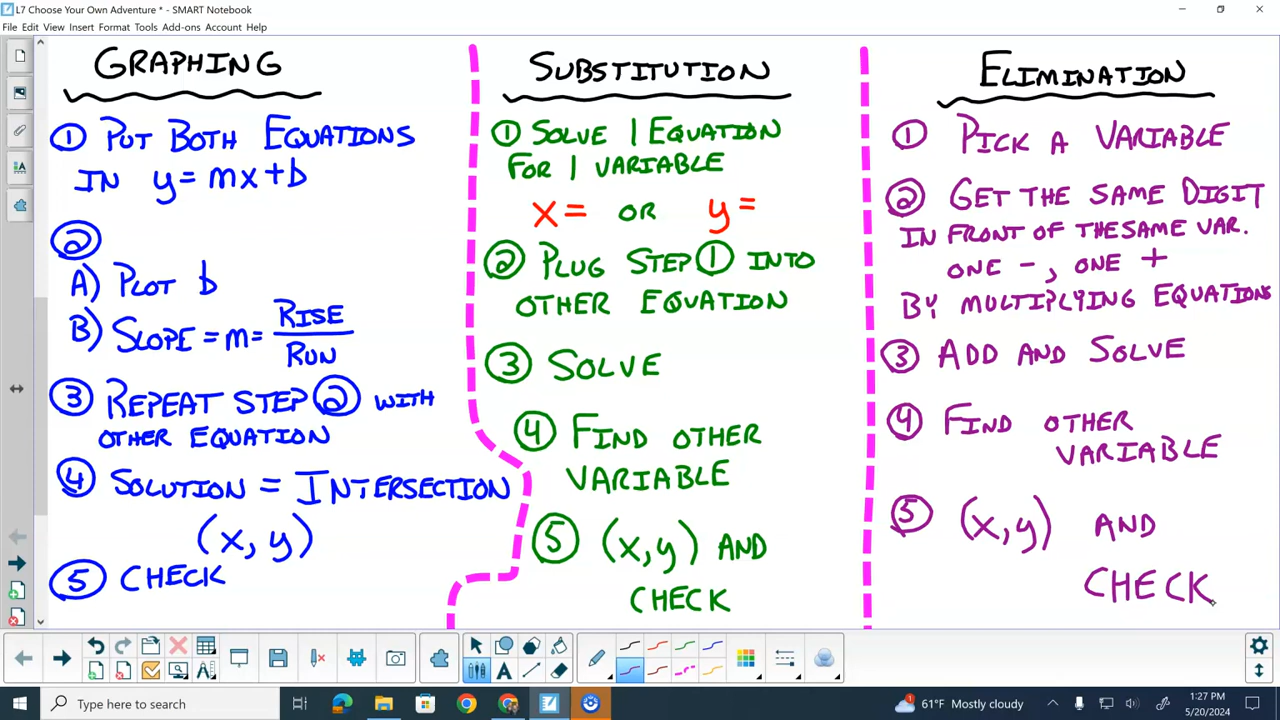 L7 Choose Your Own Adventure * - SMART Notebook
File Edit View Insert Format Tools Add-ons Account Help
GRAPHING
① PUT BOTH EQUATIONS
IN y = mx + b
②
A) PLOT b
B) SLOPE = m = RISE
RUN
③ REPEAT STEP ② WITH
OTHER EQUATION
④ SOLUTION = INTERSECTION
(x, y)
⑤ CHECK
SUBSTITUTION
① SOLVE 1 EQUATION
FOR 1 VARIABLE
x = OR y =
② PLUG STEP ① INTO
OTHER EQUATION
③ SOLVE
④ FIND OTHER
VARIABLE
⑤ (x, y) AND
CHECK
ELIMINATION
① PICK A VARIABLE
② GET THE SAME DIGIT
IN FRONT OF THE SAME VAR.
ONE -, ONE +
BY MULTIPLYING EQUATIONS
③ ADD AND SOLVE
④ FIND OTHER
VARIABLE
⑤ (x, y) AND
CHECK
Type here to search
61°F Mostly cloudy
1:27 PM
5/20/2024